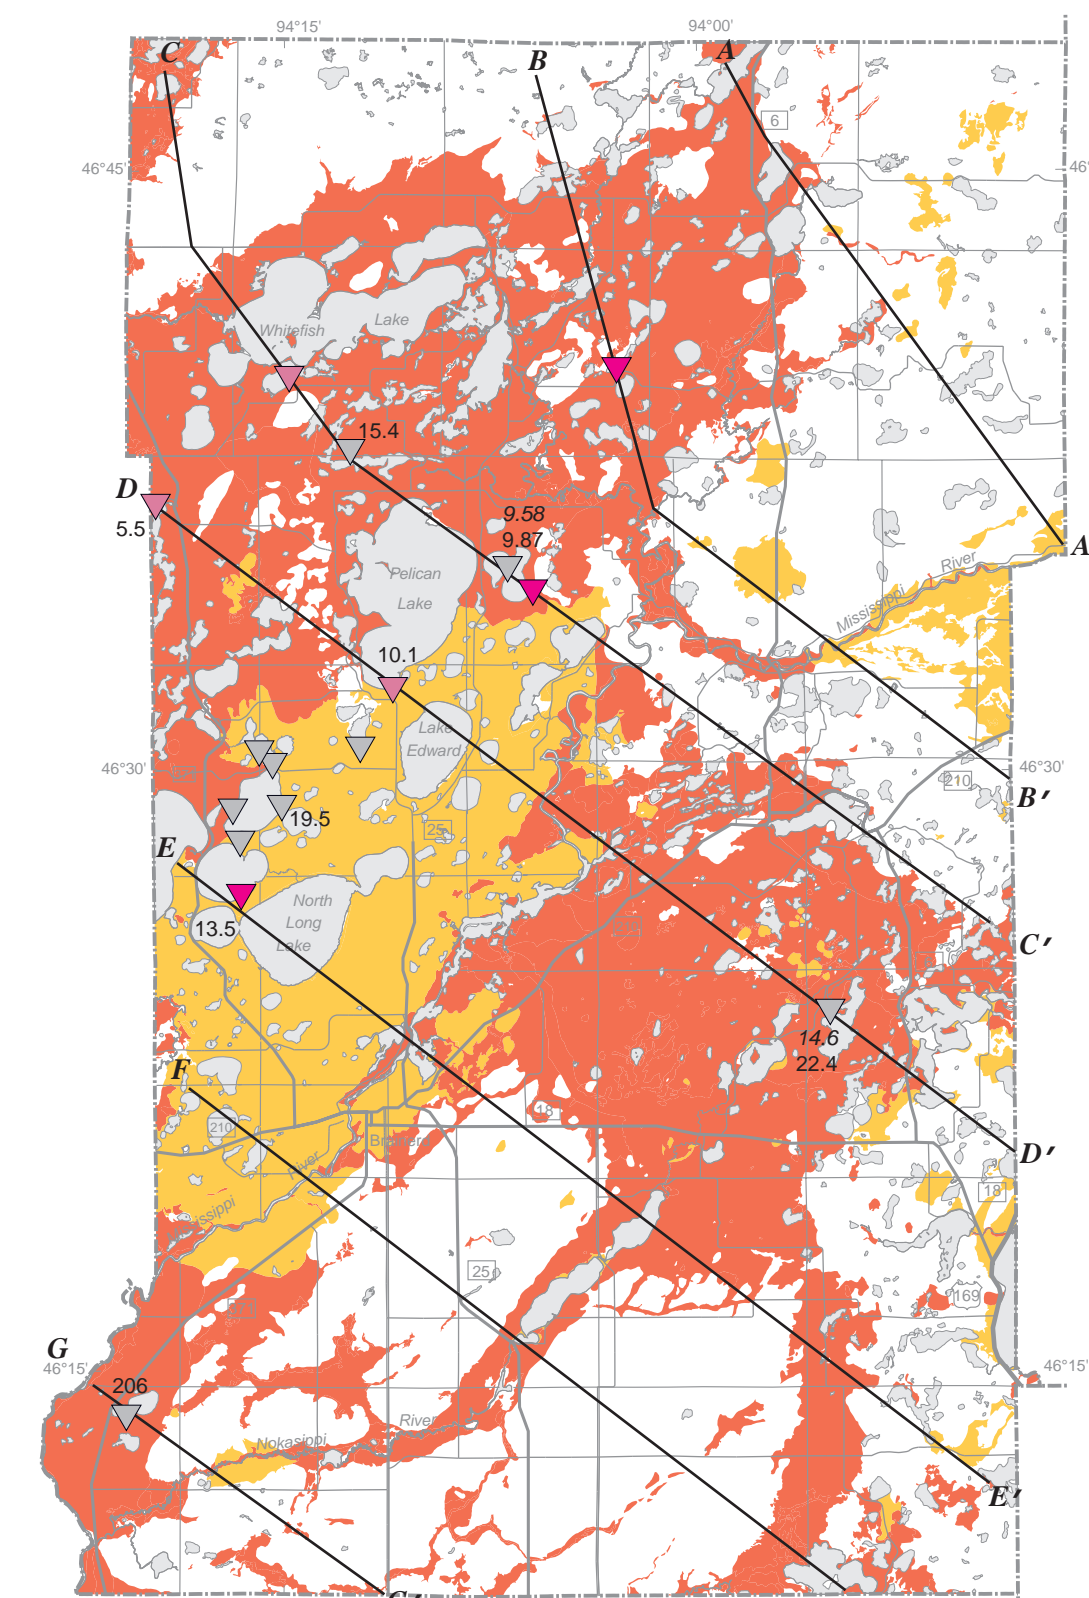 94°15'
94°00'
C
B
A
6
46°45'
46°
Whitefish
Lake
15.4
D
5.5
9.58
9.87
A
Pelican
Lake
River
Mississippi
10.1
Lake
Edward
46°30'
46°30'
210
B'
19.5
25
E
North
Long
Lake
13.5
C'
14.6
22.4
F
18
210
Brainerd
River
D'
18
ssippi
25
169
G
46°15'
46°15'
206
River
Nokasippi
E'